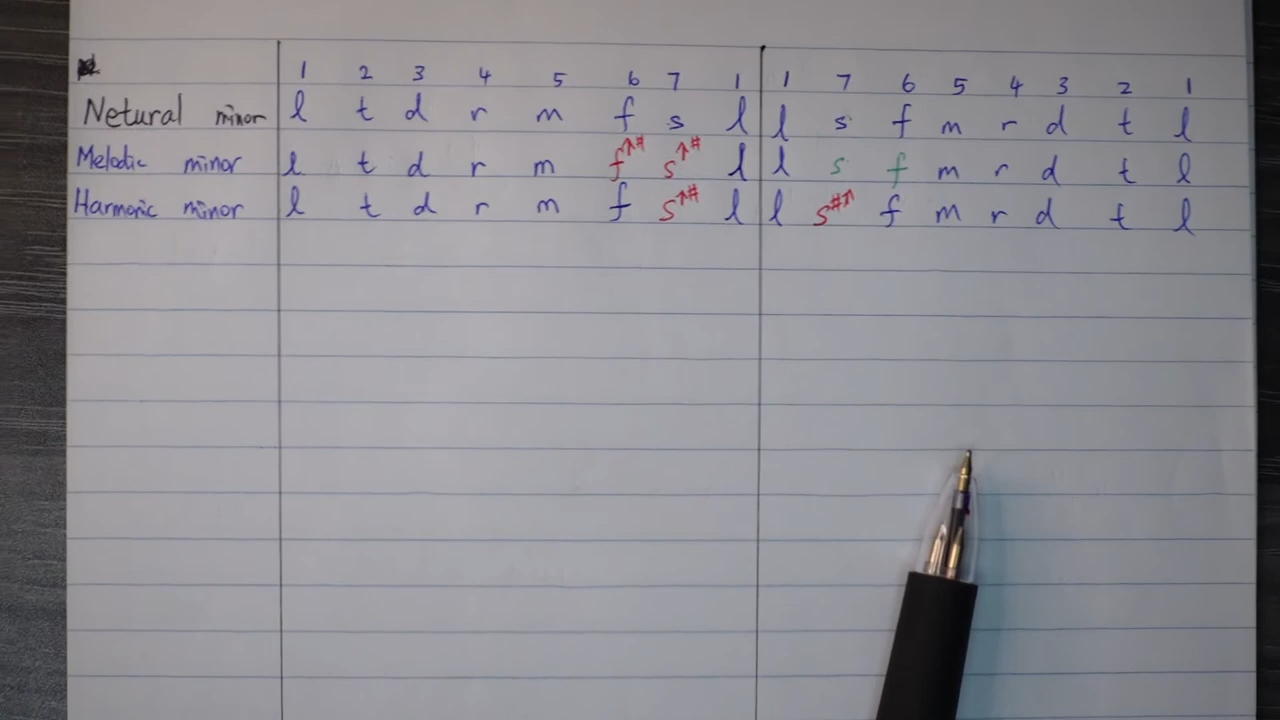 1 2 3 4 5 6 7 1 1 7 6 5 4 3 2 1
Netural minor l t d r m f s l l s f m r d t l
Melodic minor l t d r m f↑# s↑# l l s f m r d t l
Harmonic minor l t d r m f s↑# l l s#↑ f m r d t l